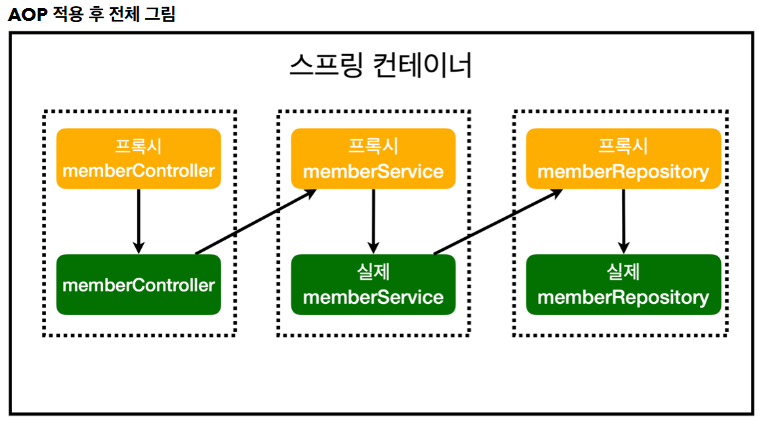 AOP 적용 후 전체 그림
스프링 컨테이너
프록시
memberController
프록시
memberService
프록시
memberRepository
memberController
실제
memberService
실제
memberRepository